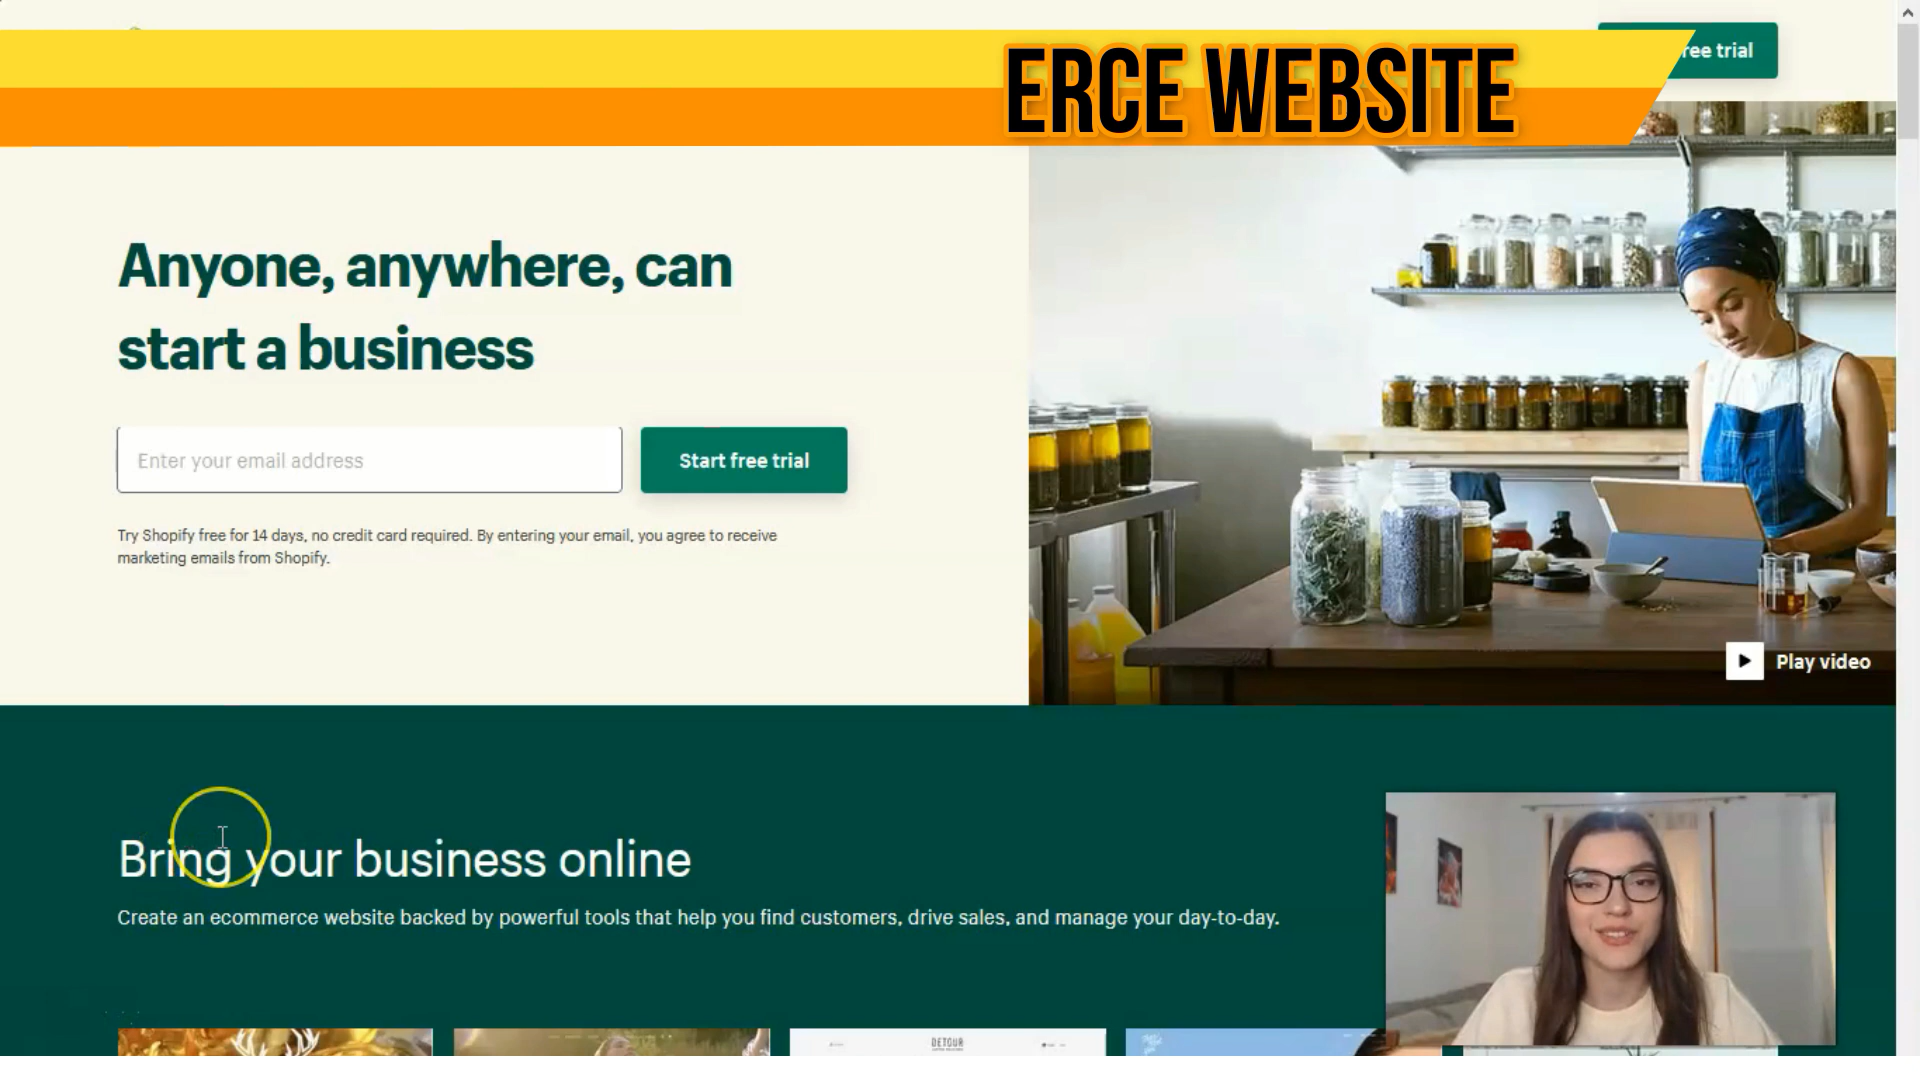 ERCE WEBSITE
ree trial
Anyone, anywhere, can
start a business
Enter your email address
Start free trial
Try Shopify free for 14 days, no credit card required. By entering your email, you agree to receive
marketing emails from Shopify.
Play video
Bring your business online
Create an ecommerce website backed by powerful tools that help you find customers, drive sales, and manage your day-to-day.
DETOUR